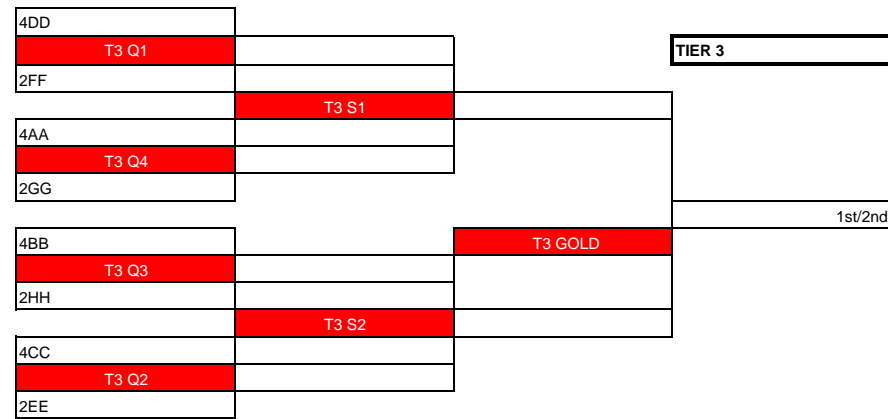 4DD
T3 Q1
TIER 3
2FF
T3 S1
4AA
T3 Q4
2GG
1st/2nd
4BB
T3 GOLD
T3 Q3
2HH
T3 S2
4CC
T3 Q2
2EE